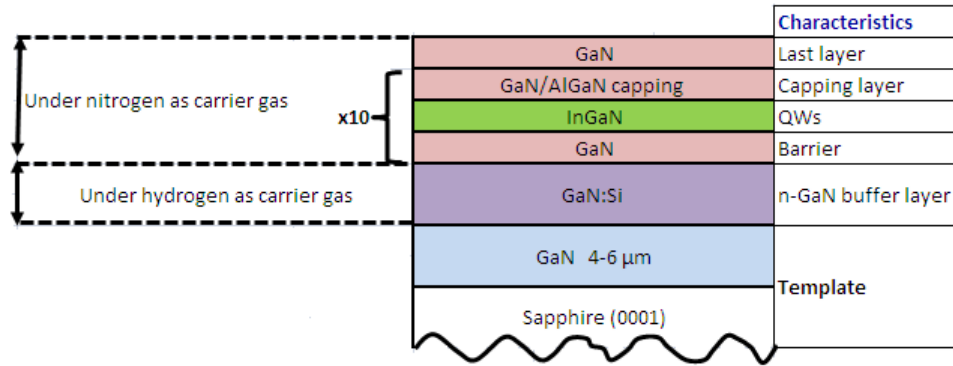 Characteristics
GaN Last layer
Under nitrogen as carrier gas
x10
GaN/AlGaN capping Capping layer
InGaN QWs
GaN Barrier
Under hydrogen as carrier gas
GaN:Si n-GaN buffer layer
GaN 4-6 µm
Template
Sapphire (0001)